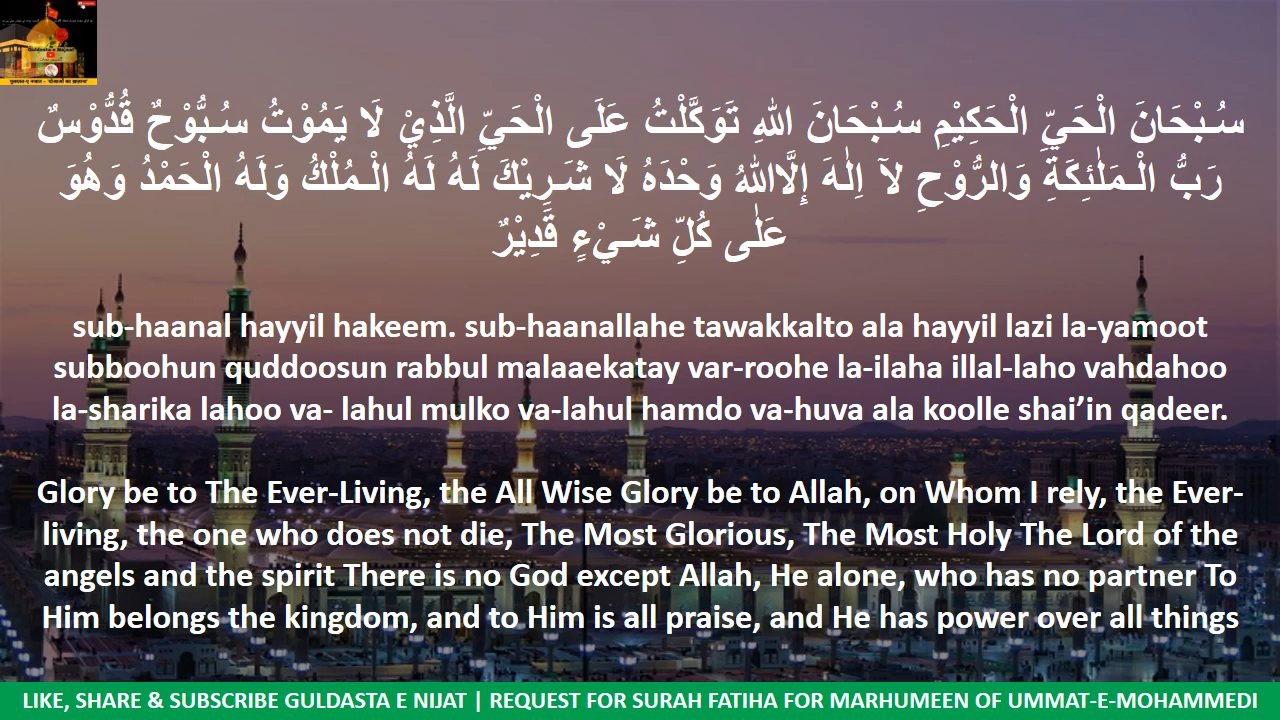 Guldasta-e Nijaat
سُبْحَانَ الْحَيِّ الْحَكِيْمِ سُبْحَانَ اللهِ تَوَكَّلْتُ عَلَى الْحَيِّ الَّذِيْ لَا يَمُوْتُ سُبُّوْحٌ قُدُّوْسٌ
رَبُّ الْمَلٰئِكَةِ وَالرُّوْحِ لآ اِلٰهَ إِلَّااللهُ وَحْدَهُ لَا شَرِيْكَ لَهُ لَهُ الْمُلْكُ وَلَهُ الْحَمْدُ وَهُوَ
عَلٰى كُلِّ شَيْءٍ قَدِيْرٌ
sub-haanal hayyil hakeem. sub-haanallahe tawakkalto ala hayyil lazi la-yamoot
subboohun quddoosun rabbul malaaekatay var-roohe la-ilaha illal-laho vahdahoo
la-sharika lahoo va- lahul mulko va-lahul hamdo va-huva ala koolle shai’in qadeer.
Glory be to The Ever-Living, the All Wise Glory be to Allah, on Whom I rely, the Ever-
living, the one who does not die, The Most Glorious, The Most Holy The Lord of the
angels and the spirit There is no God except Allah, He alone, who has no partner To
Him belongs the kingdom, and to Him is all praise, and He has power over all things
LIKE, SHARE & SUBSCRIBE GULDASTA E NIJAT | REQUEST FOR SURAH FATIHA FOR MARHUMEEN OF UMMAT-E-MOHAMMEDI